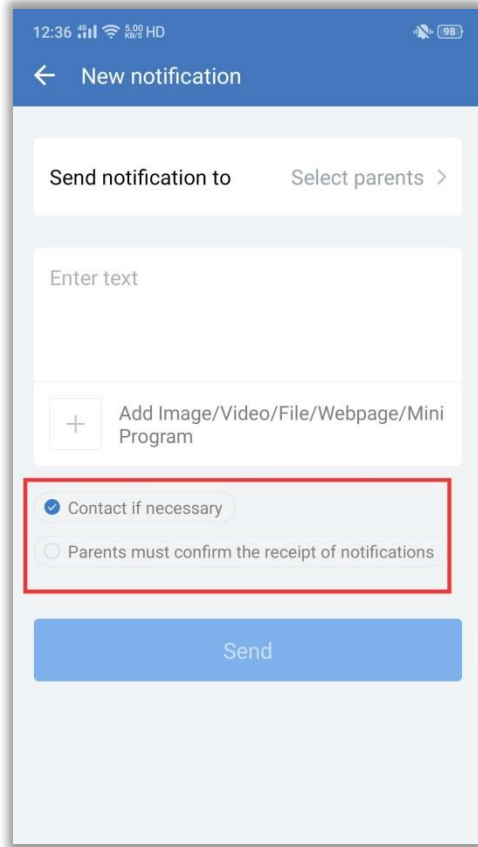 12:36 4G 5.00 KB/S HD 98
New notification
Send notification to Select parents
Enter text
Add Image/Video/File/Webpage/Mini
Program
Contact if necessary
Parents must confirm the receipt of notifications
Send